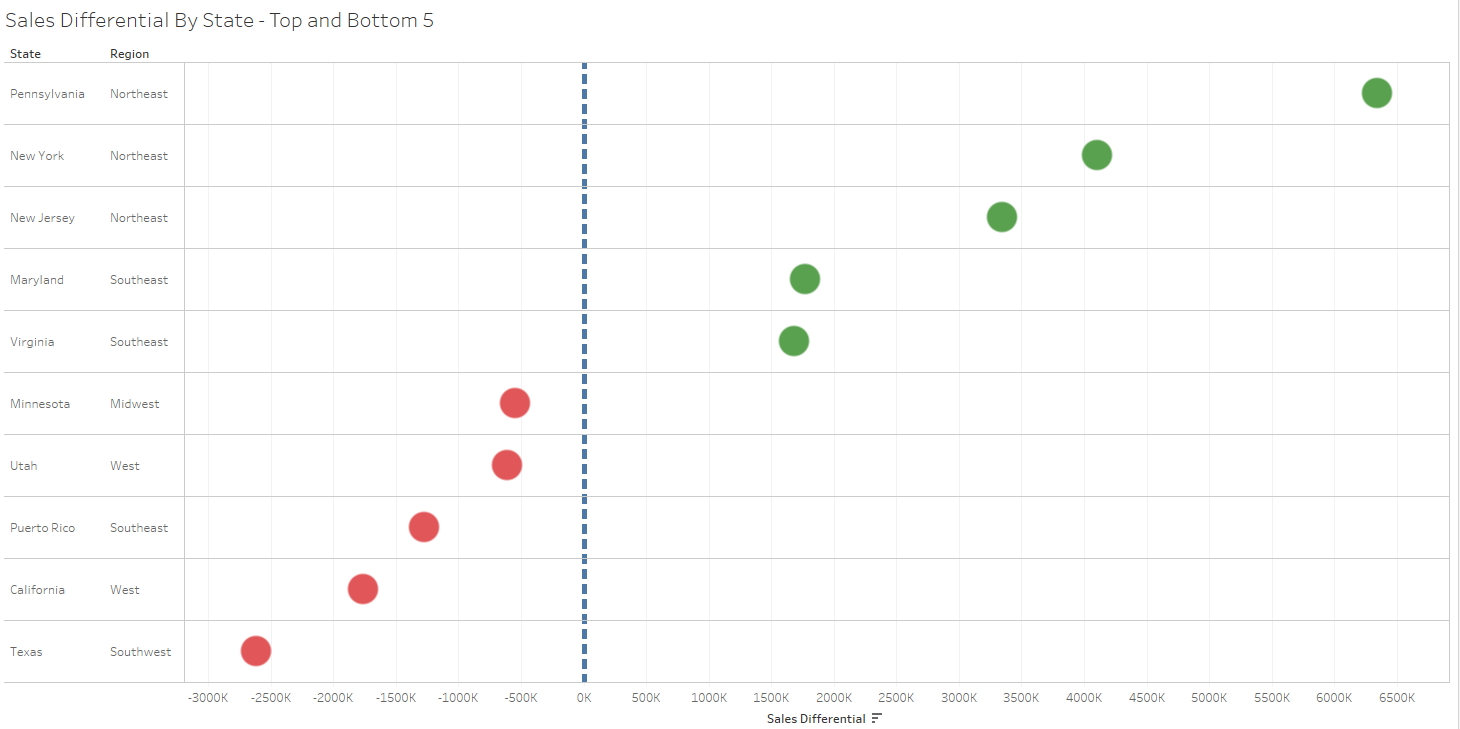 Sales Differential By State - Top and Bottom 5
State Region
Pennsylvania Northeast
New York Northeast
New Jersey Northeast
Maryland Southeast
Virginia Southeast
Minnesota Midwest
Utah West
Puerto Rico Southeast
California West
Texas Southwest
-3000K -2500K -2000K -1500K -1000K -500K 0K 500K 1000K 1500K 2000K 2500K 3000K 3500K 4000K 4500K 5000K 5500K 6000K 6500K
Sales Differential